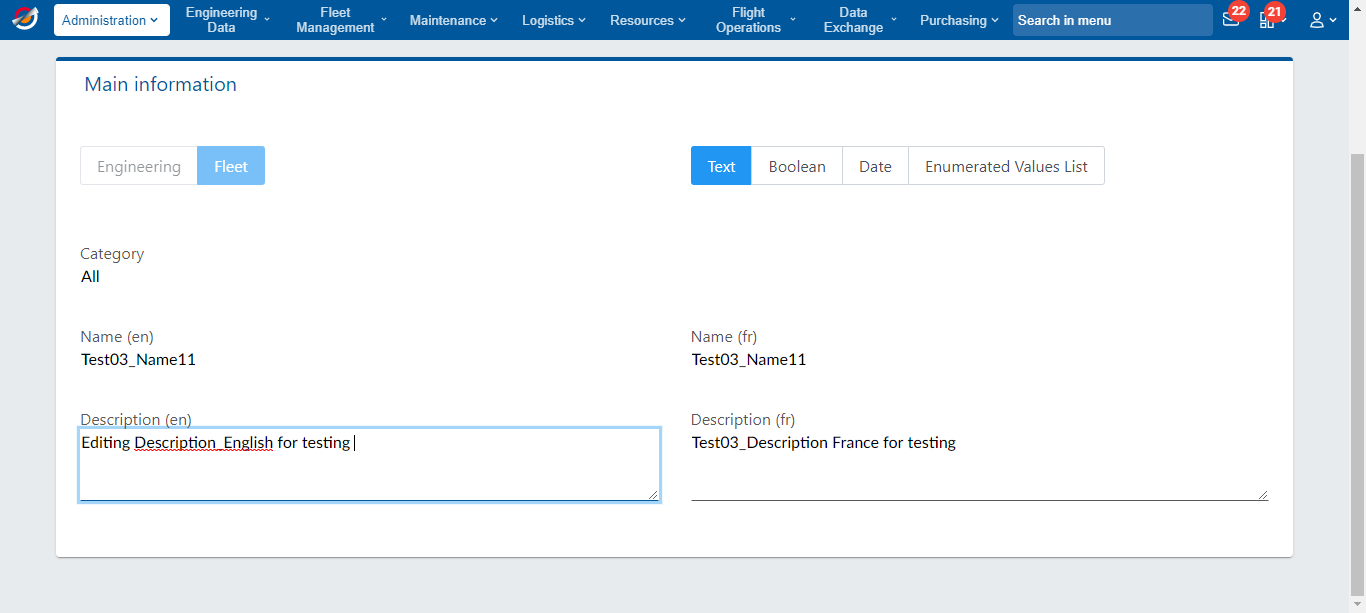 Administration Engineering Data Fleet Management Maintenance Logistics Resources Flight Operations Data Exchange Purchasing Search in menu 22 21
Main information
Engineering Fleet Text Boolean Date Enumerated Values List
Category
All
Name (en) Name (fr)
Test03_Name11 Test03_Name11
Description (en) Description (fr)
Editing Description_English for testing Test03_Description France for testing